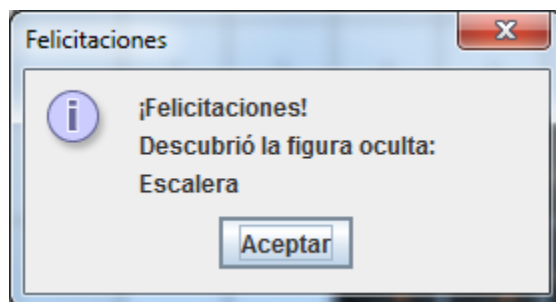 Felicitaciones
¡Felicitaciones!
Descubrió la figura oculta:
Escalera
Aceptar